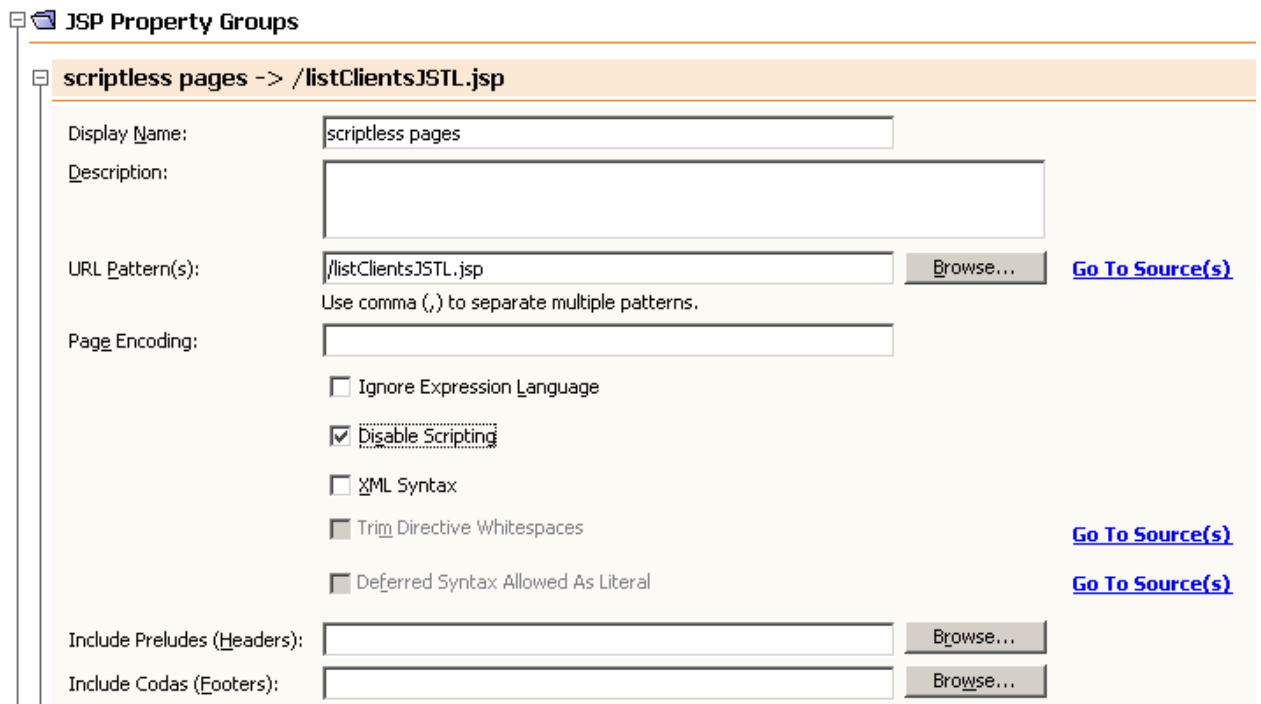 JSP Property Groups
scriptless pages -> /listClientsJSTL.jsp
Display Name: scriptless pages
Description:
URL Pattern(s): /listClientsJSTL.jsp Browse... Go To Source(s)
Use comma (,) to separate multiple patterns.
Page Encoding:
Ignore Expression Language
Disable Scripting
XML Syntax
Trim Directive Whitespaces Go To Source(s)
Deferred Syntax Allowed As Literal Go To Source(s)
Include Preludes (Headers): Browse...
Include Codas (Footers): Browse...